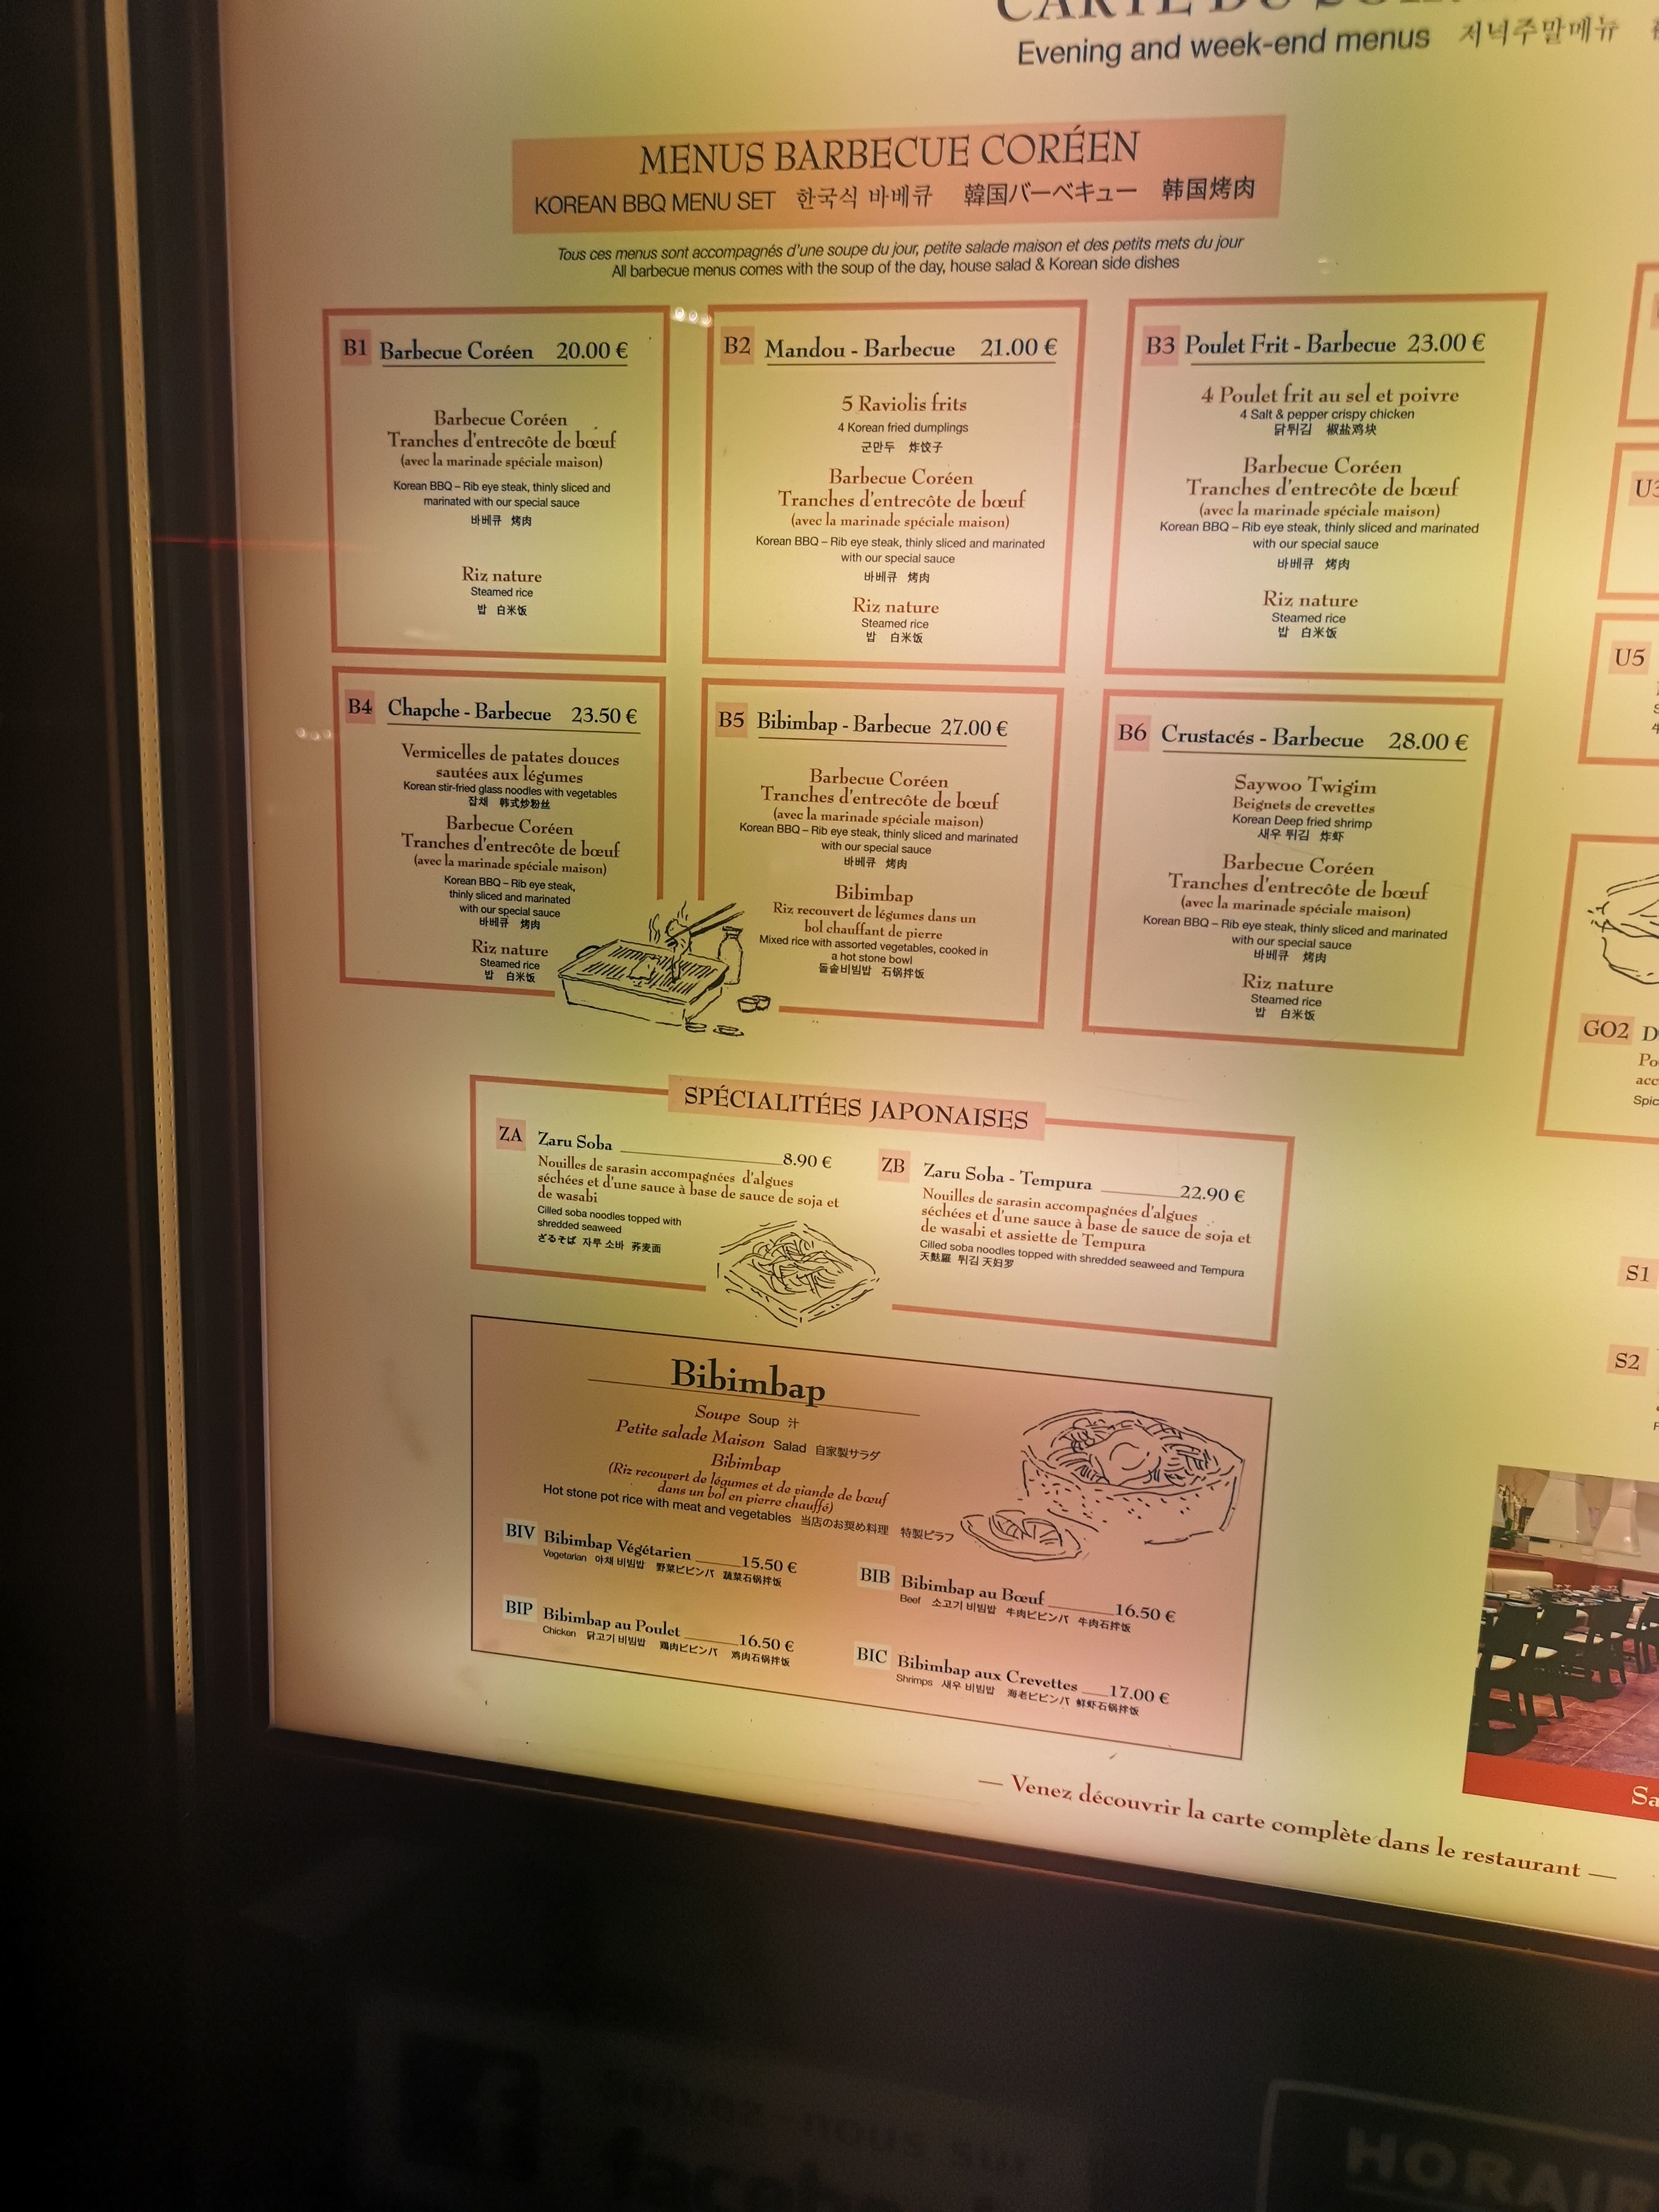 Evening and week-end menus 저녁주말메뉴
MENUS BARBECUE CORÉEN
KOREAN BBQ MENU SET 한국식 바베큐 韓国バーベキュー 韩国烤肉
Tous ces menus sont accompagnés d'une soupe du jour, petite salade maison et des petits mets du jour
All barbecue menus comes with the soup of the day, house salad & Korean side dishes
B1 Barbecue Coréen 20.00 €
Barbecue Coréen
Tranches d'entrecôte de bœuf
(avec la marinade spéciale maison)
Korean BBQ – Rib eye steak, thinly sliced and
marinated with our special sauce
바베큐 烤肉
Riz nature
Steamed rice
밥 白米饭
B2 Mandou - Barbecue 21.00 €
5 Raviolis frits
4 Korean fried dumplings
군만두 炸饺子
Barbecue Coréen
Tranches d'entrecôte de bœuf
(avec la marinade spéciale maison)
Korean BBQ – Rib eye steak, thinly sliced and marinated
with our special sauce
바베큐 烤肉
Riz nature
Steamed rice
밥 白米饭
B3 Poulet Frit - Barbecue 23.00 €
4 Poulet frit au sel et poivre
4 Salt & pepper crispy chicken
닭튀김 椒盐鸡块
Barbecue Coréen
Tranches d'entrecôte de bœuf
(avec la marinade spéciale maison)
Korean BBQ – Rib eye steak, thinly sliced and marinated
with our special sauce
바베큐 烤肉
Riz nature
Steamed rice
밥 白米饭
B4 Chapche - Barbecue 23.50 €
Vermicelles de patates douces
sautées aux légumes
Korean stir-fried glass noodles with vegetables
잡채 韩式炒粉丝
Barbecue Coréen
Tranches d'entrecôte de bœuf
(avec la marinade spéciale maison)
Korean BBQ – Rib eye steak,
thinly sliced and marinated
with our special sauce
바베큐 烤肉
Riz nature
Steamed rice
밥 白米饭
B5 Bibimbap - Barbecue 27.00 €
Barbecue Coréen
Tranches d'entrecôte de bœuf
(avec la marinade spéciale maison)
Korean BBQ – Rib eye steak, thinly sliced and marinated
with our special sauce
바베큐 烤肉
Bibimbap
Riz recouvert de légumes dans un
bol chauffant de pierre
Mixed rice with assorted vegetables, cooked in
a hot stone bowl
돌솥비빔밥 石锅拌饭
B6 Crustacés - Barbecue 28.00 €
Saywoo Twigim
Beignets de crevettes
Korean Deep fried shrimp
새우 튀김 炸虾
Barbecue Coréen
Tranches d'entrecôte de bœuf
(avec la marinade spéciale maison)
Korean BBQ – Rib eye steak, thinly sliced and marinated
with our special sauce
바베큐 烤肉
Riz nature
Steamed rice
밥 白米饭
U5
GO2
SPÉCIALITÉES JAPONAISES
ZA Zaru Soba 8.90 €
Nouilles de sarasin accompagnées d'algues
séchées et d'une sauce à base de sauce de soja et
de wasabi
Cilled soba noodles topped with
shredded seaweed
ざるそば 자루 소바 荞麦面
ZB Zaru Soba - Tempura 22.90 €
Nouilles de sarasin accompagnées d'algues
séchées et d'une sauce à base de sauce de soja et
de wasabi et assiette de Tempura
Cilled soba noodles topped with shredded seaweed and Tempura
天麩羅 튀김 天妇罗
S1
S2
Bibimbap
Soupe Soup 汁
Petite salade Maison Salad 自家製サラダ
Bibimbap
(Riz recouvert de légumes et de viande de bœuf
dans un bol en pierre chauffé)
Hot stone pot rice with meat and vegetables 当店のお奨め料理 特製ピラフ
BIV Bibimbap Végétarien 15.50 €
Vegetarian 야채 비빔밥 野菜ビビンバ 蔬菜石锅拌饭
BIP Bibimbap au Poulet 16.50 €
Chicken 닭고기 비빔밥 鶏肉ビビンバ 鸡肉石锅拌饭
BIB Bibimbap au Bœuf 16.50 €
Beef 소고기 비빔밥 牛肉ビビンバ 牛肉石锅拌饭
BIC Bibimbap aux Crevettes 17.00 €
Shrimps 새우 비빔밥 海老ビビンバ 鲜虾石锅拌饭
— Venez découvrir la carte complète dans le restaurant —